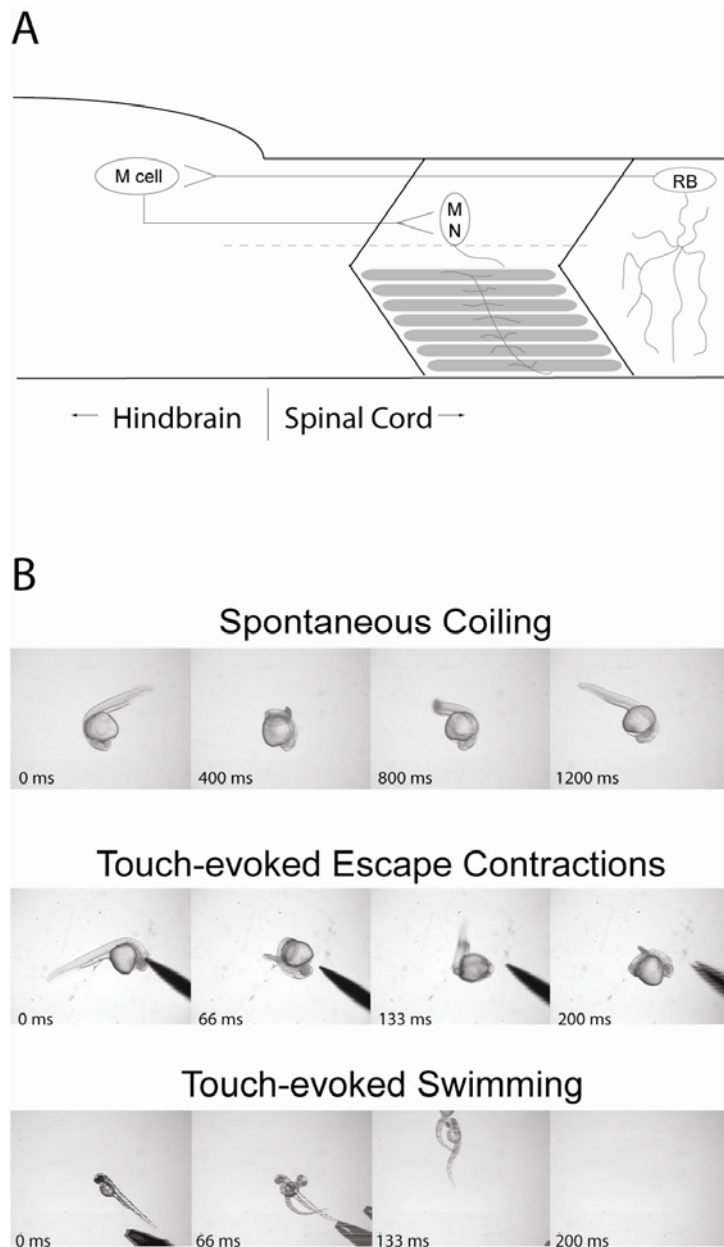 A
M cell
M
N
RB
← Hindbrain
Spinal Cord →
B
Spontaneous Coiling
0 ms
400 ms
800 ms
1200 ms
Touch-evoked Escape Contractions
0 ms
66 ms
133 ms
200 ms
Touch-evoked Swimming
0 ms
66 ms
133 ms
200 ms